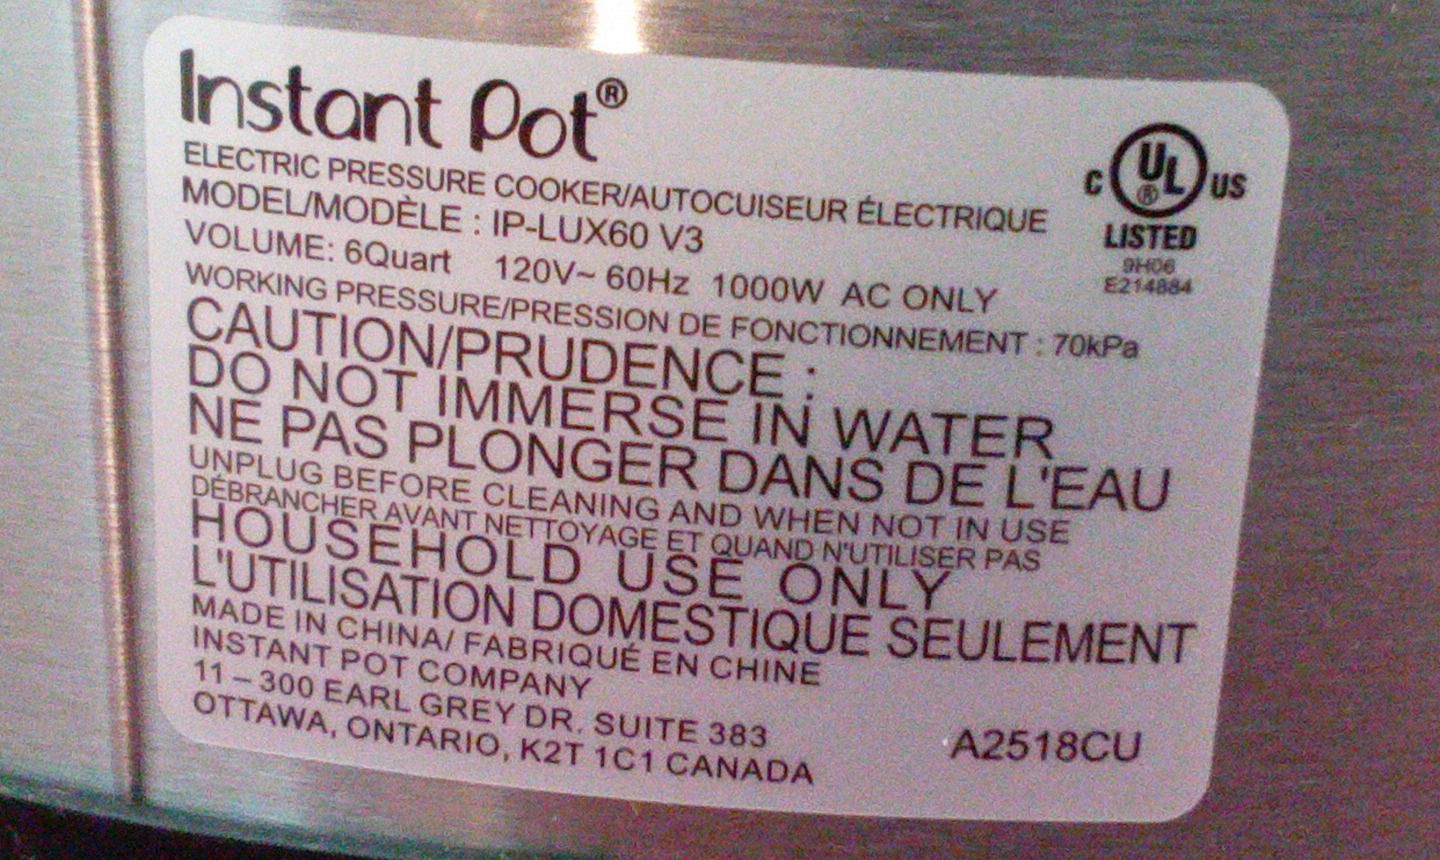 Instant Pot®
ELECTRIC PRESSURE COOKER/AUTOCUISEUR ÉLECTRIQUE
MODEL/MODÈLE : IP-LUX60 V3
VOLUME: 6Quart 120V~ 60Hz 1000W AC ONLY
WORKING PRESSURE/PRESSION DE FONCTIONNEMENT : 70kPa
CAUTION/PRUDENCE :
DO NOT IMMERSE IN WATER
NE PAS PLONGER DANS DE L'EAU
UNPLUG BEFORE CLEANING AND WHEN NOT IN USE
DÉBRANCHER AVANT NETTOYAGE ET QUAND N'UTILISER PAS
HOUSEHOLD USE ONLY
L'UTILISATION DOMESTIQUE SEULEMENT
MADE IN CHINA/ FABRIQUÉ EN CHINE
INSTANT POT COMPANY
11 – 300 EARL GREY DR. SUITE 383
OTTAWA, ONTARIO, K2T 1C1 CANADA
C UL® US
LISTED
9H06
E214884
A2518CU